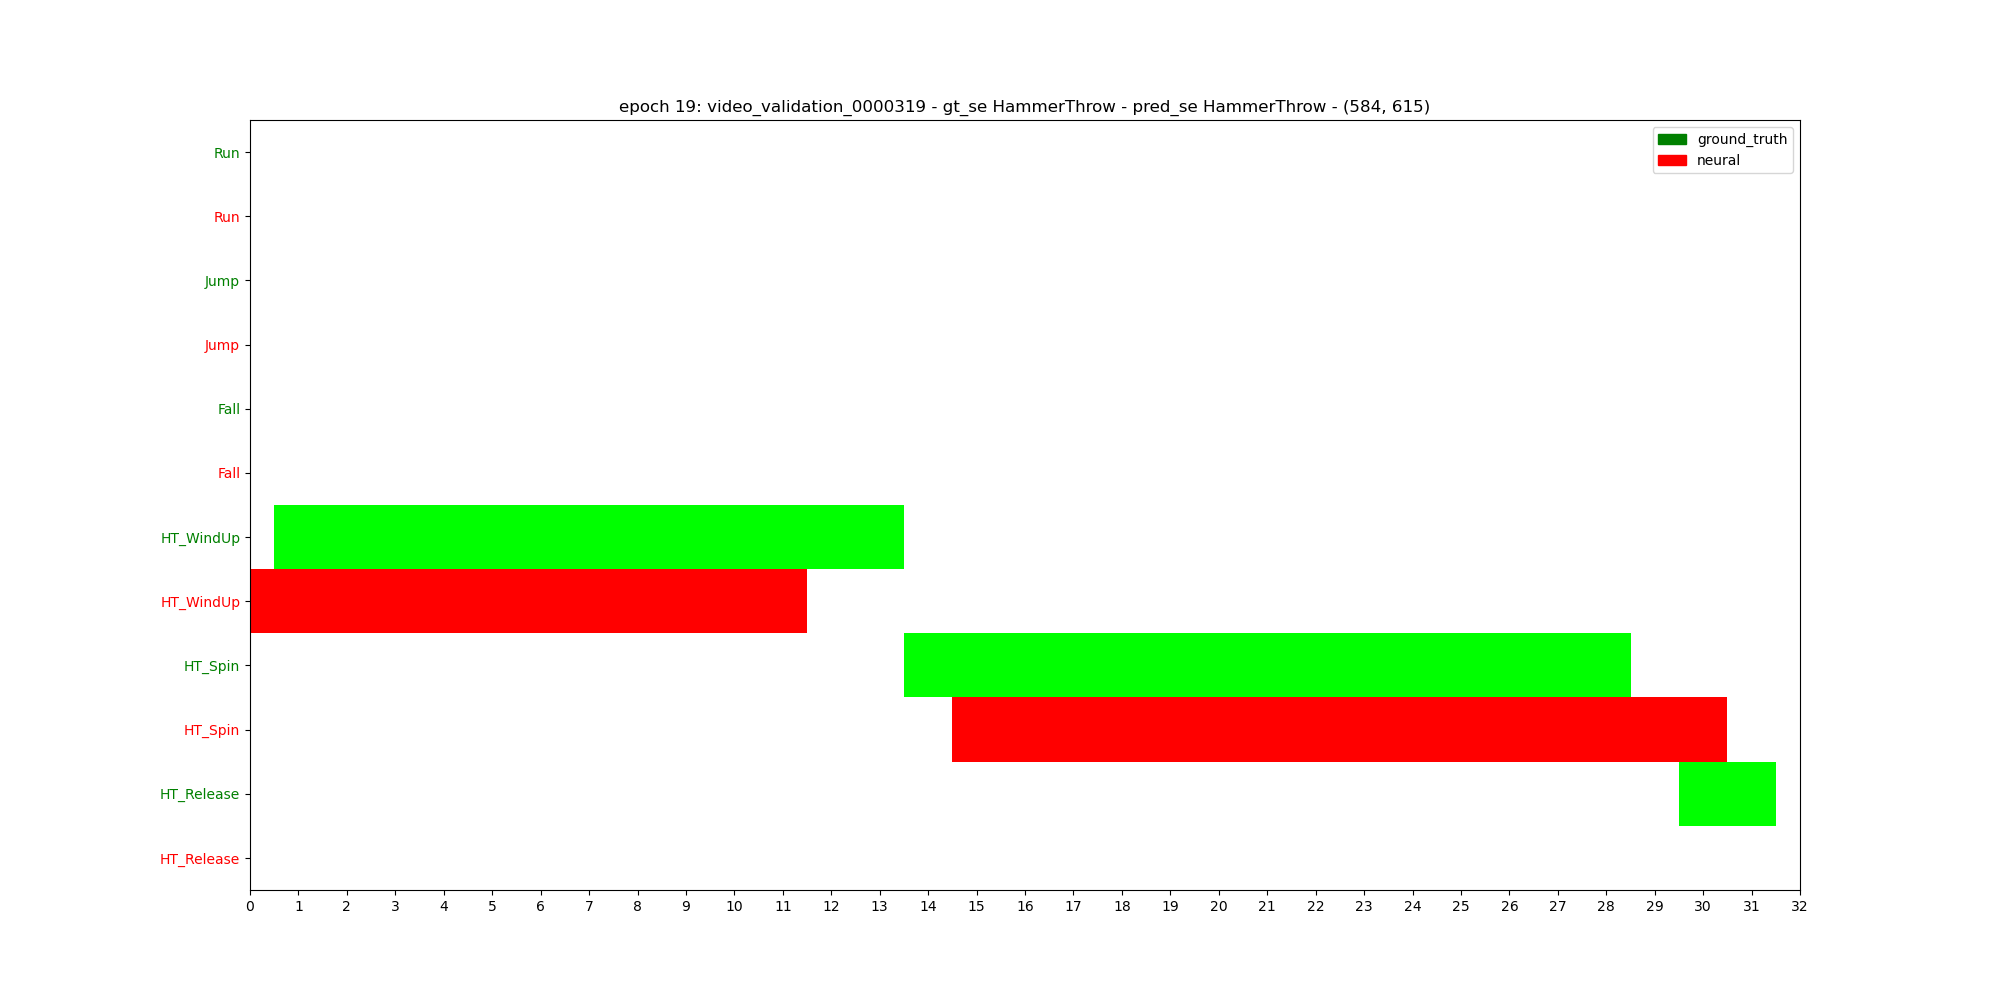 epoch 19: video_validation_0000319 - gt_se HammerThrow - pred_se HammerThrow - (584, 615)
ground_truth
neural
Run
Run
Jump
Jump
Fall
Fall
HT_WindUp
HT_WindUp
HT_Spin
HT_Spin
HT_Release
HT_Release
0 1 2 3 4 5 6 7 8 9 10 11 12 13 14 15 16 17 18 19 20 21 22 23 24 25 26 27 28 29 30 31 32